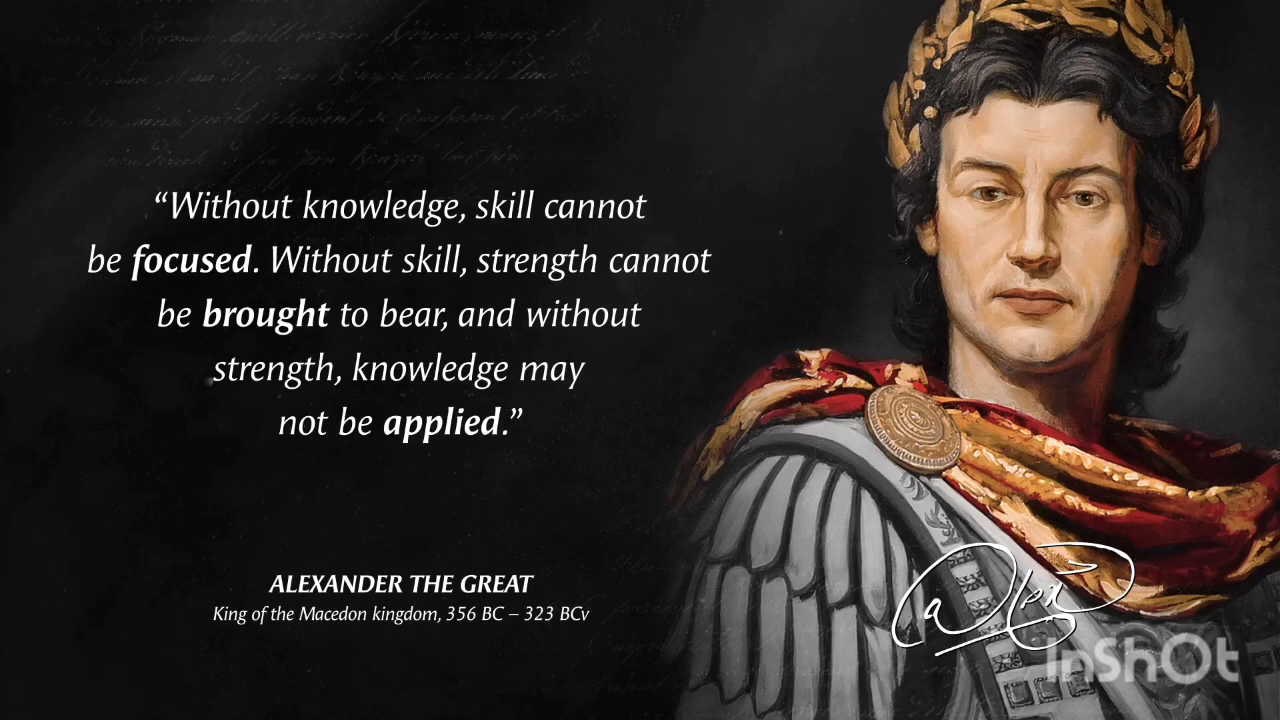 “Without knowledge, skill cannot
be focused. Without skill, strength cannot
be brought to bear, and without
strength, knowledge may
not be applied.”
ALEXANDER THE GREAT
King of the Macedon kingdom, 356 BC – 323 BCv
Alex
InShOt